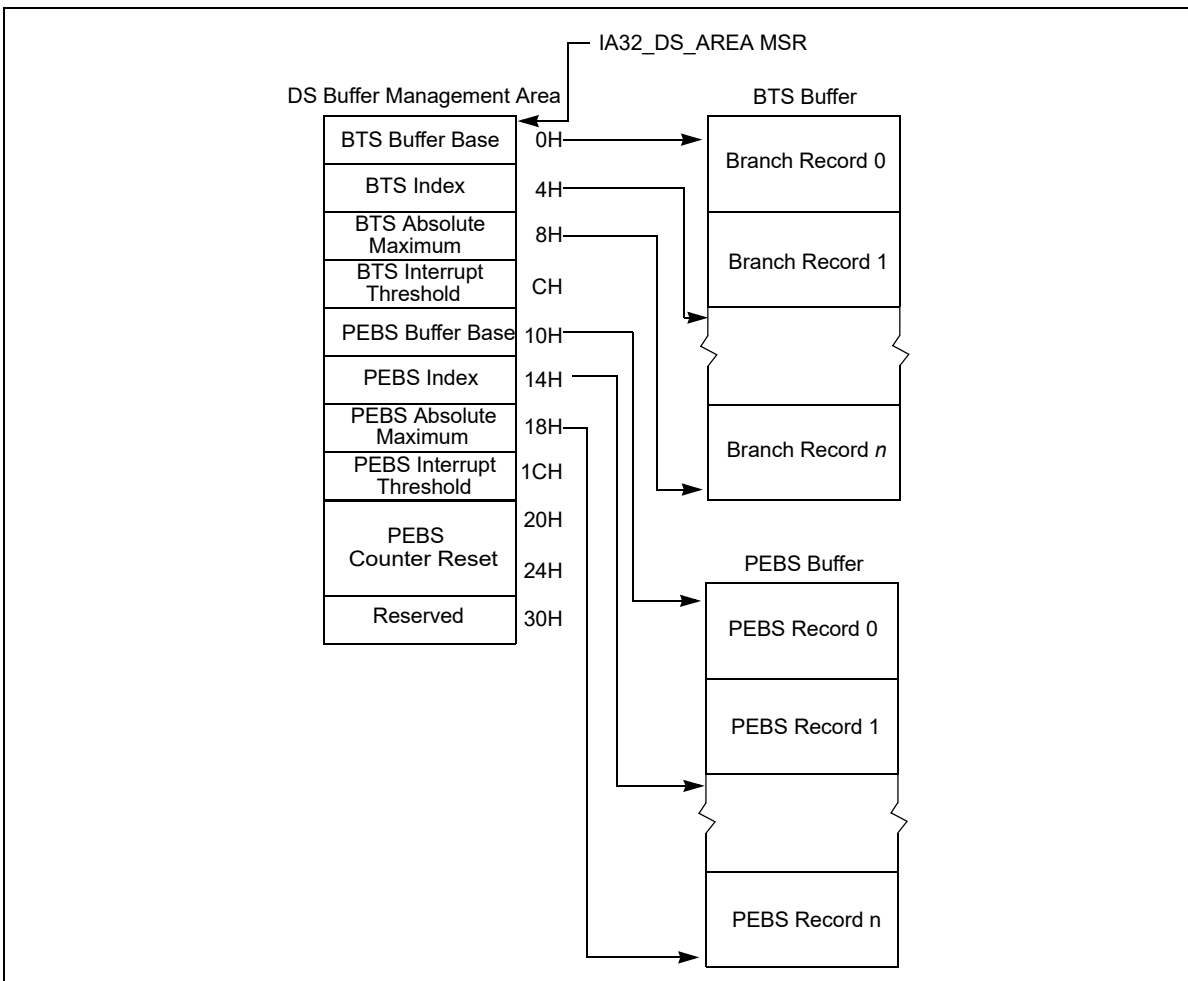 IA32_DS_AREA MSR
DS Buffer Management Area
BTS Buffer Base
0H
BTS Index
4H
BTS Absolute
Maximum
8H
BTS Interrupt
Threshold
CH
PEBS Buffer Base
10H
PEBS Index
14H
PEBS Absolute
Maximum
18H
PEBS Interrupt
Threshold
1CH
PEBS
Counter Reset
20H
24H
Reserved
30H
BTS Buffer
Branch Record 0
Branch Record 1
Branch Record n
PEBS Buffer
PEBS Record 0
PEBS Record 1
PEBS Record n